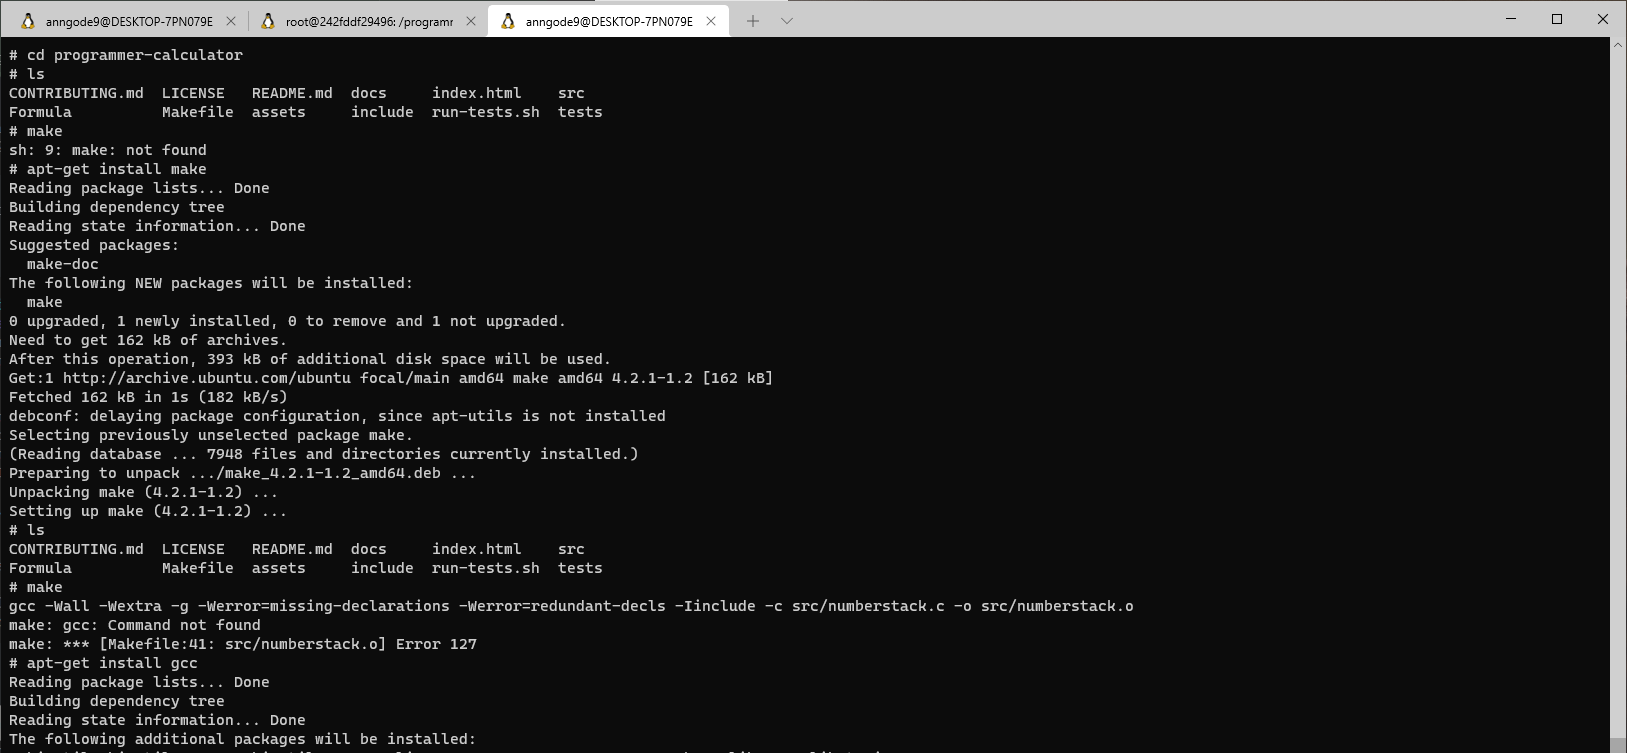 anngode9@DESKTOP-7PN079E
root@242fddf29496: /programm
anngode9@DESKTOP-7PN079E
# cd programmer-calculator
# ls
CONTRIBUTING.md  LICENSE   README.md  docs     index.html    src
Formula          Makefile  assets     include  run-tests.sh  tests
# make
sh: 9: make: not found
# apt-get install make
Reading package lists... Done
Building dependency tree
Reading state information... Done
Suggested packages:
  make-doc
The following NEW packages will be installed:
  make
0 upgraded, 1 newly installed, 0 to remove and 1 not upgraded.
Need to get 162 kB of archives.
After this operation, 393 kB of additional disk space will be used.
Get:1 http://archive.ubuntu.com/ubuntu focal/main amd64 make amd64 4.2.1-1.2 [162 kB]
Fetched 162 kB in 1s (182 kB/s)
debconf: delaying package configuration, since apt-utils is not installed
Selecting previously unselected package make.
(Reading database ... 7948 files and directories currently installed.)
Preparing to unpack .../make_4.2.1-1.2_amd64.deb ...
Unpacking make (4.2.1-1.2) ...
Setting up make (4.2.1-1.2) ...
# ls
CONTRIBUTING.md  LICENSE   README.md  docs     index.html    src
Formula          Makefile  assets     include  run-tests.sh  tests
# make
gcc -Wall -Wextra -g -Werror=missing-declarations -Werror=redundant-decls -Iinclude -c src/numberstack.c -o src/numberstack.o
make: gcc: Command not found
make: *** [Makefile:41: src/numberstack.o] Error 127
# apt-get install gcc
Reading package lists... Done
Building dependency tree
Reading state information... Done
The following additional packages will be installed: